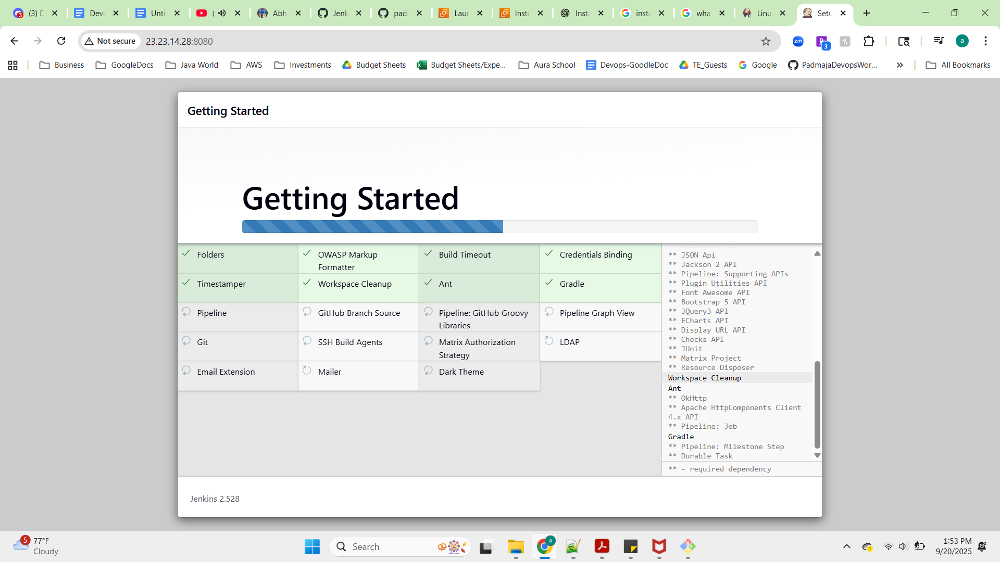 3 (3) D
Devo
Unti
(
Abh
Jenk
pad
Laun
Insta
Insta
insta
wha
Linu
Setu
Not secure 23.23.14.28:8080
zm
3
a
Business
GoogleDocs
Java World
AWS
Investments
Budget Sheets
Budget Sheets/Expe...
Aura School
Devops-GoodleDoc
TE_Guests
Google
PadmajaDevopsWor...
All Bookmarks
Getting Started
Getting Started
Folders
OWASP Markup
Formatter
Build Timeout
Credentials Binding
Timestamper
Workspace Cleanup
Ant
Gradle
Pipeline
GitHub Branch Source
Pipeline: GitHub Groovy
Libraries
Pipeline Graph View
Git
SSH Build Agents
Matrix Authorization
Strategy
LDAP
Email Extension
Mailer
Dark Theme
** JSON Api
** Jackson 2 API
** Pipeline: Supporting APIs
** Plugin Utilities API
** Font Awesome API
** Bootstrap 5 API
** JQuery3 API
** ECharts API
** Display URL API
** Checks API
** JUnit
** Matrix Project
** Resource Disposer
Workspace Cleanup
Ant
** OkHttp
** Apache HttpComponents Client
4.x API
** Pipeline: Job
Gradle
** Pipeline: Milestone Step
** Durable Task
** - required dependency
Jenkins 2.528
5
77°F
Cloudy
Search
a
1:53 PM
9/20/2025